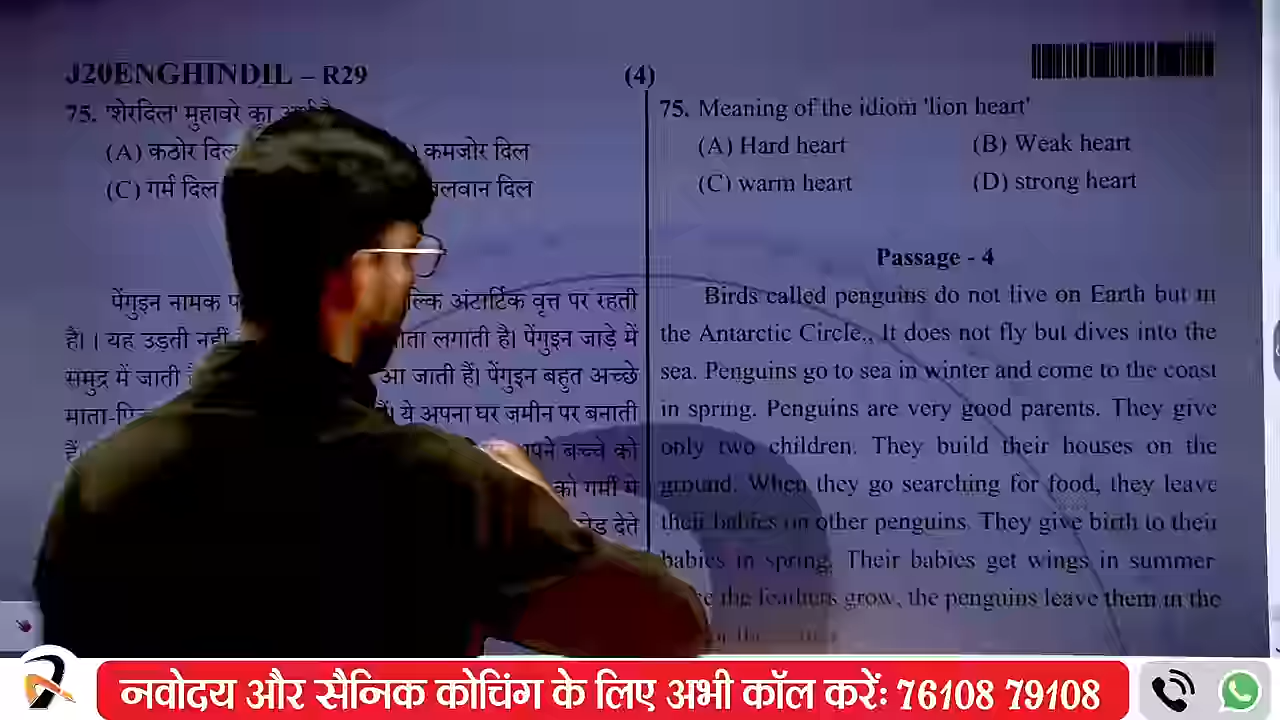 J20ENGHINDIL – R29
(4)
75. 'शेरदिल' मुहावरे का
(A) कठोर दिल
कमजोर दिल
(C) गर्म दिल
बलवान दिल
पेंगुइन नामक
अंटार्टिक वृत्त पर रहती
है। । यह उड़ती नहीं
लगाती है। पेंगुइन जाड़े में
समुद्र में जाती
आ जाती हैं। पेंगुइन बहुत अच्छे
ये अपना घर जमीन पर बनाती
बच्चे को
को गर्मी में
देते
75. Meaning of the idiom 'lion heart'
(A) Hard heart
(B) Weak heart
(C) warm heart
(D) strong heart
Passage - 4
Birds called penguins do not live on Earth but in
the Antarctic Circle., It does not fly but dives into the
sea. Penguins go to sea in winter and come to the coast
in spring. Penguins are very good parents. They give
only two children. They build their houses on the
ground. When they go searching for food, they leave
their babies on other penguins. They give birth to their
babies in spring. Their babies get wings in summer
the feathers grow, the penguins leave them in the
नवोदय और सैनिक कोचिंग के लिए अभी कॉल करें: 76108 79108